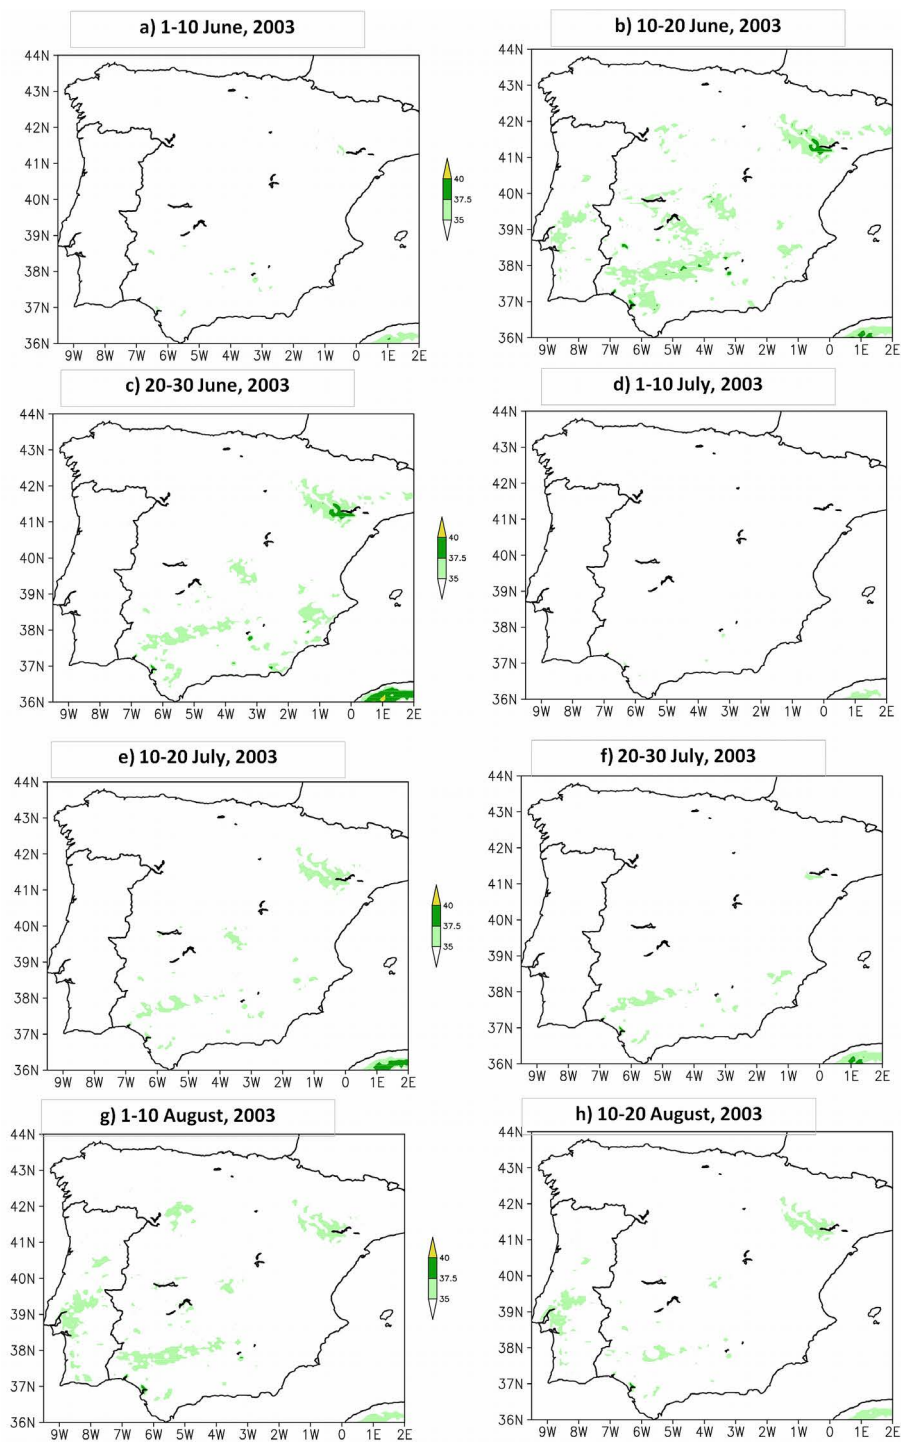 a) 1-10 June, 2003
44N
43N
42N
41N
40N
39N
38N
37N
36N
9W 8W 7W 6W 5W 4W 3W 2W 1W 0 1E 2E
40
37.5
35
b) 10-20 June, 2003
44N
43N
42N
41N
40N
39N
38N
37N
36N
9W 8W 7W 6W 5W 4W 3W 2W 1W 0 1E 2E
c) 20-30 June, 2003
44N
43N
42N
41N
40N
39N
38N
37N
36N
9W 8W 7W 6W 5W 4W 3W 2W 1W 0 1E 2E
40
37.5
35
d) 1-10 July, 2003
44N
43N
42N
41N
40N
39N
38N
37N
36N
9W 8W 7W 6W 5W 4W 3W 2W 1W 0 1E 2E
e) 10-20 July, 2003
44N
43N
42N
41N
40N
39N
38N
37N
36N
9W 8W 7W 6W 5W 4W 3W 2W 1W 0 1E 2E
40
37.5
35
f) 20-30 July, 2003
44N
43N
42N
41N
40N
39N
38N
37N
36N
9W 8W 7W 6W 5W 4W 3W 2W 1W 0 1E 2E
g) 1-10 August, 2003
44N
43N
42N
41N
40N
39N
38N
37N
36N
9W 8W 7W 6W 5W 4W 3W 2W 1W 0 1E 2E
40
37.5
35
h) 10-20 August, 2003
44N
43N
42N
41N
40N
39N
38N
37N
36N
9W 8W 7W 6W 5W 4W 3W 2W 1W 0 1E 2E